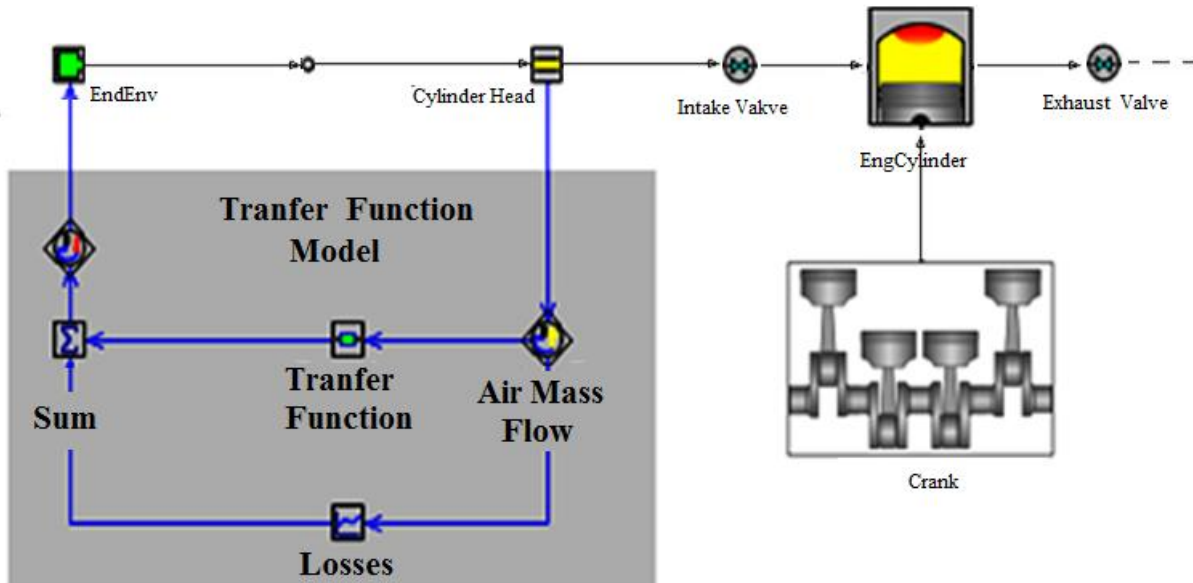 EndEnv
Cylinder Head
Intake Vakve
Exhaust Valve
EngCylinder
Tranfer Function
Model
Σ
Sum
Tranfer
Function
Air Mass
Flow
Crank
Losses